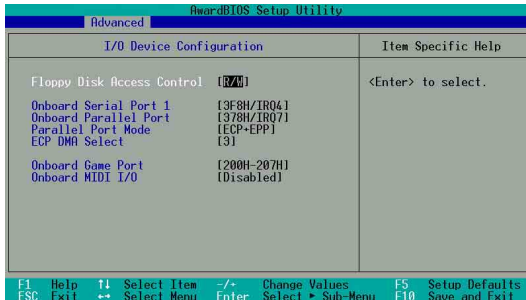 AwardBIOS Setup Utility
Advanced
I/O Device Configuration
Item Specific Help
Floppy Disk Access Control [R/W]
<Enter> to select.
Onboard Serial Port 1 [3F8H/IRQ4]
Onboard Parallel Port [378H/IRQ7]
Parallel Port Mode [ECP+EPP]
ECP DMA Select [3]
Onboard Game Port [200H-207H]
Onboard MIDI I/O [Disabled]
F1 Help ↑↓ Select Item -/+ Change Values F5 Setup Defaults
ESC Exit ←→ Select Menu Enter Select ► Sub-Menu F10 Save and Exit